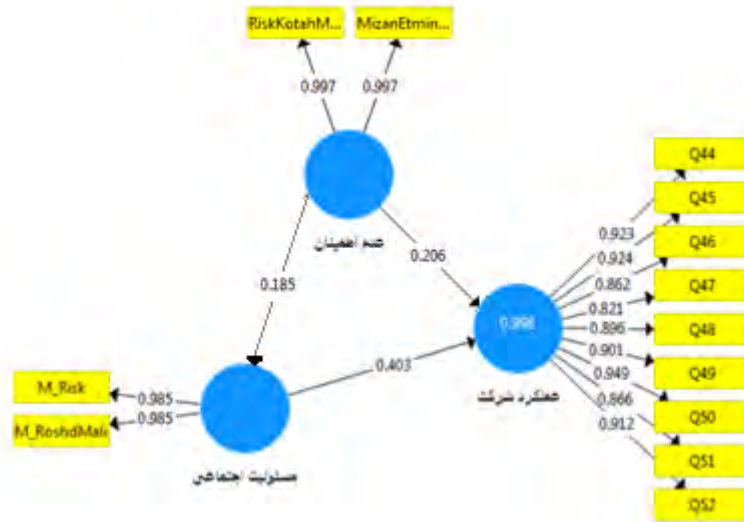 RiskKotahM...
MizanEtmin...
0.997
0.997
عدم اطمینان
0.185
0.206
0.403
M_Risk
M_RoshdMali
0.985
0.985
مسئولیت اجتماعی
0.998
عملکرد شرکت
0.923
0.924
0.862
0.821
0.896
0.901
0.949
0.866
0.912
Q44
Q45
Q46
Q47
Q48
Q49
Q50
Q51
Q52